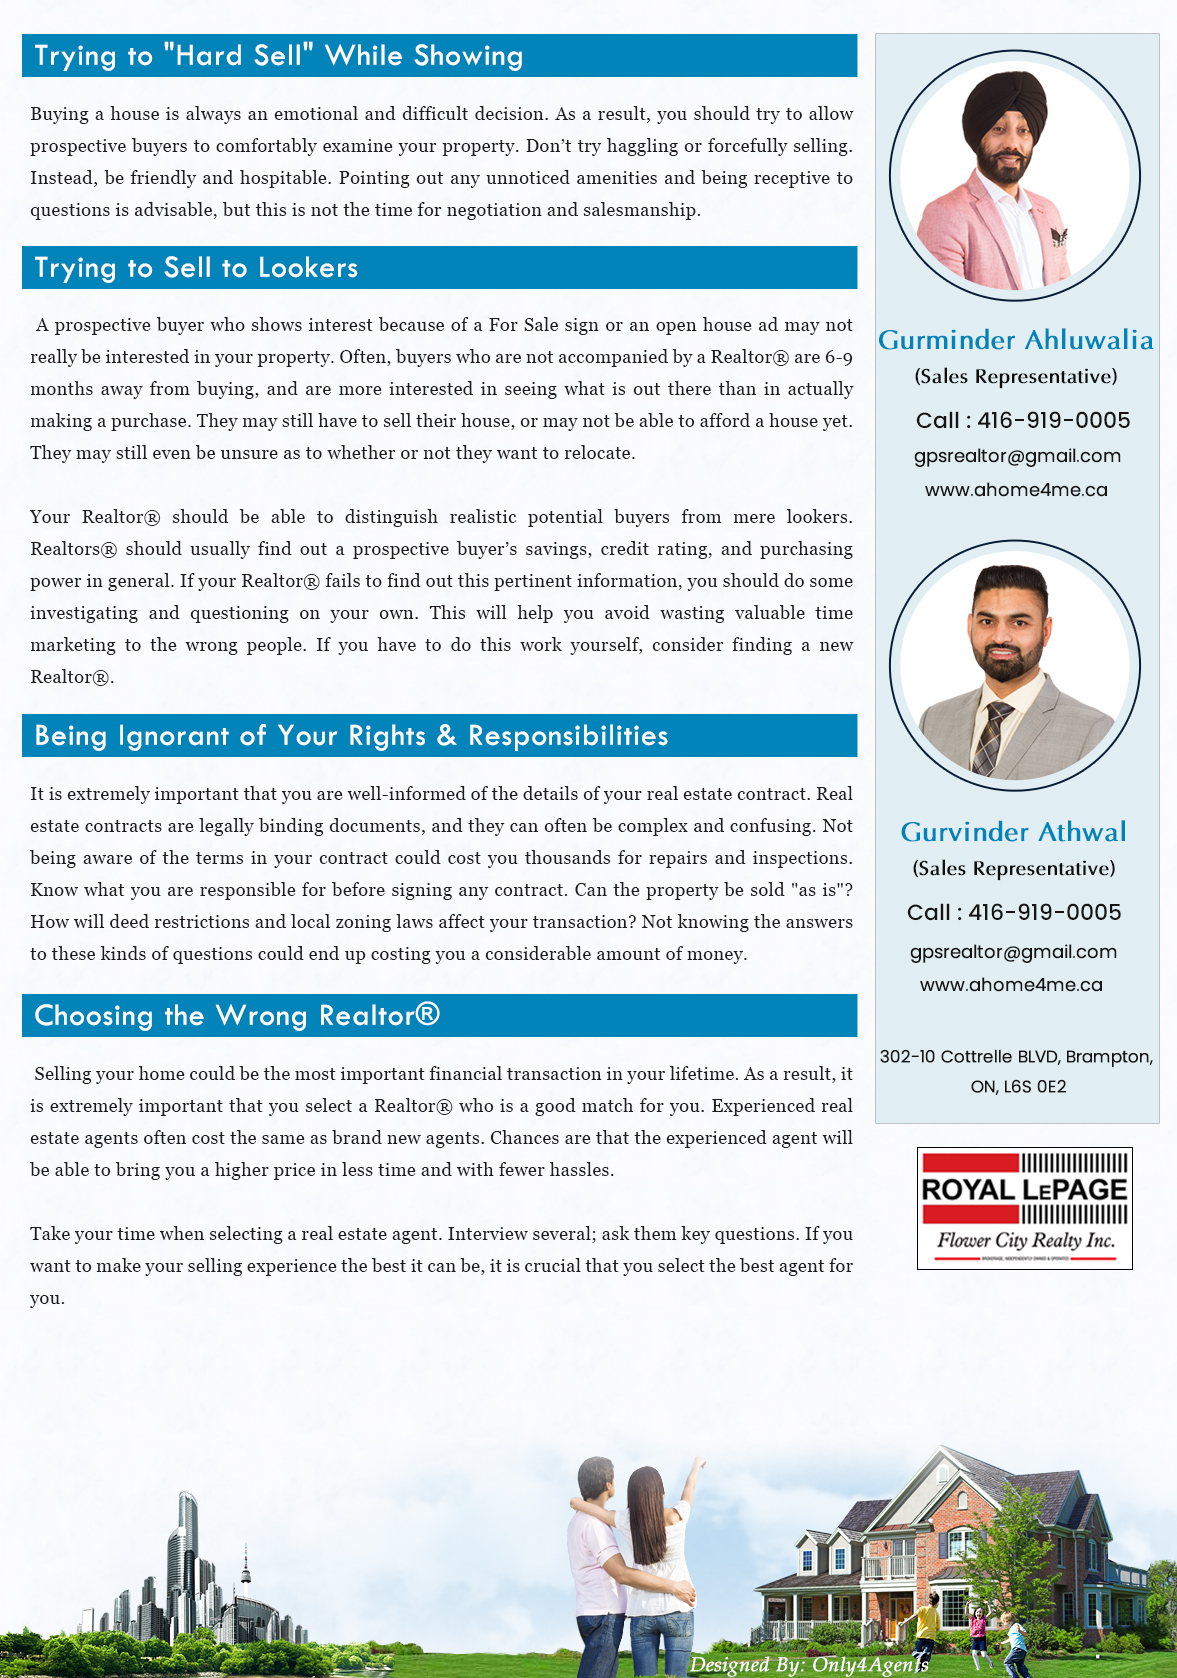 Trying to "Hard Sell" While Showing
Buying a house is always an emotional and difficult decision. As a result, you should try to allow
prospective buyers to comfortably examine your property. Don’t try haggling or forcefully selling.
Instead, be friendly and hospitable. Pointing out any unnoticed amenities and being receptive to
questions is advisable, but this is not the time for negotiation and salesmanship.
Trying to Sell to Lookers
A prospective buyer who shows interest because of a For Sale sign or an open house ad may not
really be interested in your property. Often, buyers who are not accompanied by a Realtor® are 6-9
months away from buying, and are more interested in seeing what is out there than in actually
making a purchase. They may still have to sell their house, or may not be able to afford a house yet.
They may still even be unsure as to whether or not they want to relocate.
Your Realtor® should be able to distinguish realistic potential buyers from mere lookers.
Realtors® should usually find out a prospective buyer’s savings, credit rating, and purchasing
power in general. If your Realtor® fails to find out this pertinent information, you should do some
investigating and questioning on your own. This will help you avoid wasting valuable time
marketing to the wrong people. If you have to do this work yourself, consider finding a new
Realtor®.
Being Ignorant of Your Rights & Responsibilities
It is extremely important that you are well-informed of the details of your real estate contract. Real
estate contracts are legally binding documents, and they can often be complex and confusing. Not
being aware of the terms in your contract could cost you thousands for repairs and inspections.
Know what you are responsible for before signing any contract. Can the property be sold "as is"?
How will deed restrictions and local zoning laws affect your transaction? Not knowing the answers
to these kinds of questions could end up costing you a considerable amount of money.
Choosing the Wrong Realtor®
Selling your home could be the most important financial transaction in your lifetime. As a result, it
is extremely important that you select a Realtor® who is a good match for you. Experienced real
estate agents often cost the same as brand new agents. Chances are that the experienced agent will
be able to bring you a higher price in less time and with fewer hassles.
Take your time when selecting a real estate agent. Interview several; ask them key questions. If you
want to make your selling experience the best it can be, it is crucial that you select the best agent for
you.
Gurminder Ahluwalia
(Sales Representative)
Call : 416-919-0005
gpsrealtor@gmail.com
www.ahome4me.ca
Gurvinder Athwal
(Sales Representative)
Call : 416-919-0005
gpsrealtor@gmail.com
www.ahome4me.ca
302-10 Cottrelle BLVD, Brampton,
ON, L6S 0E2
ROYAL LEPAGE
Flower City Realty Inc.
BROKERAGE, INDEPENDENTLY OWNED & OPERATED
Designed By: Only4Agents